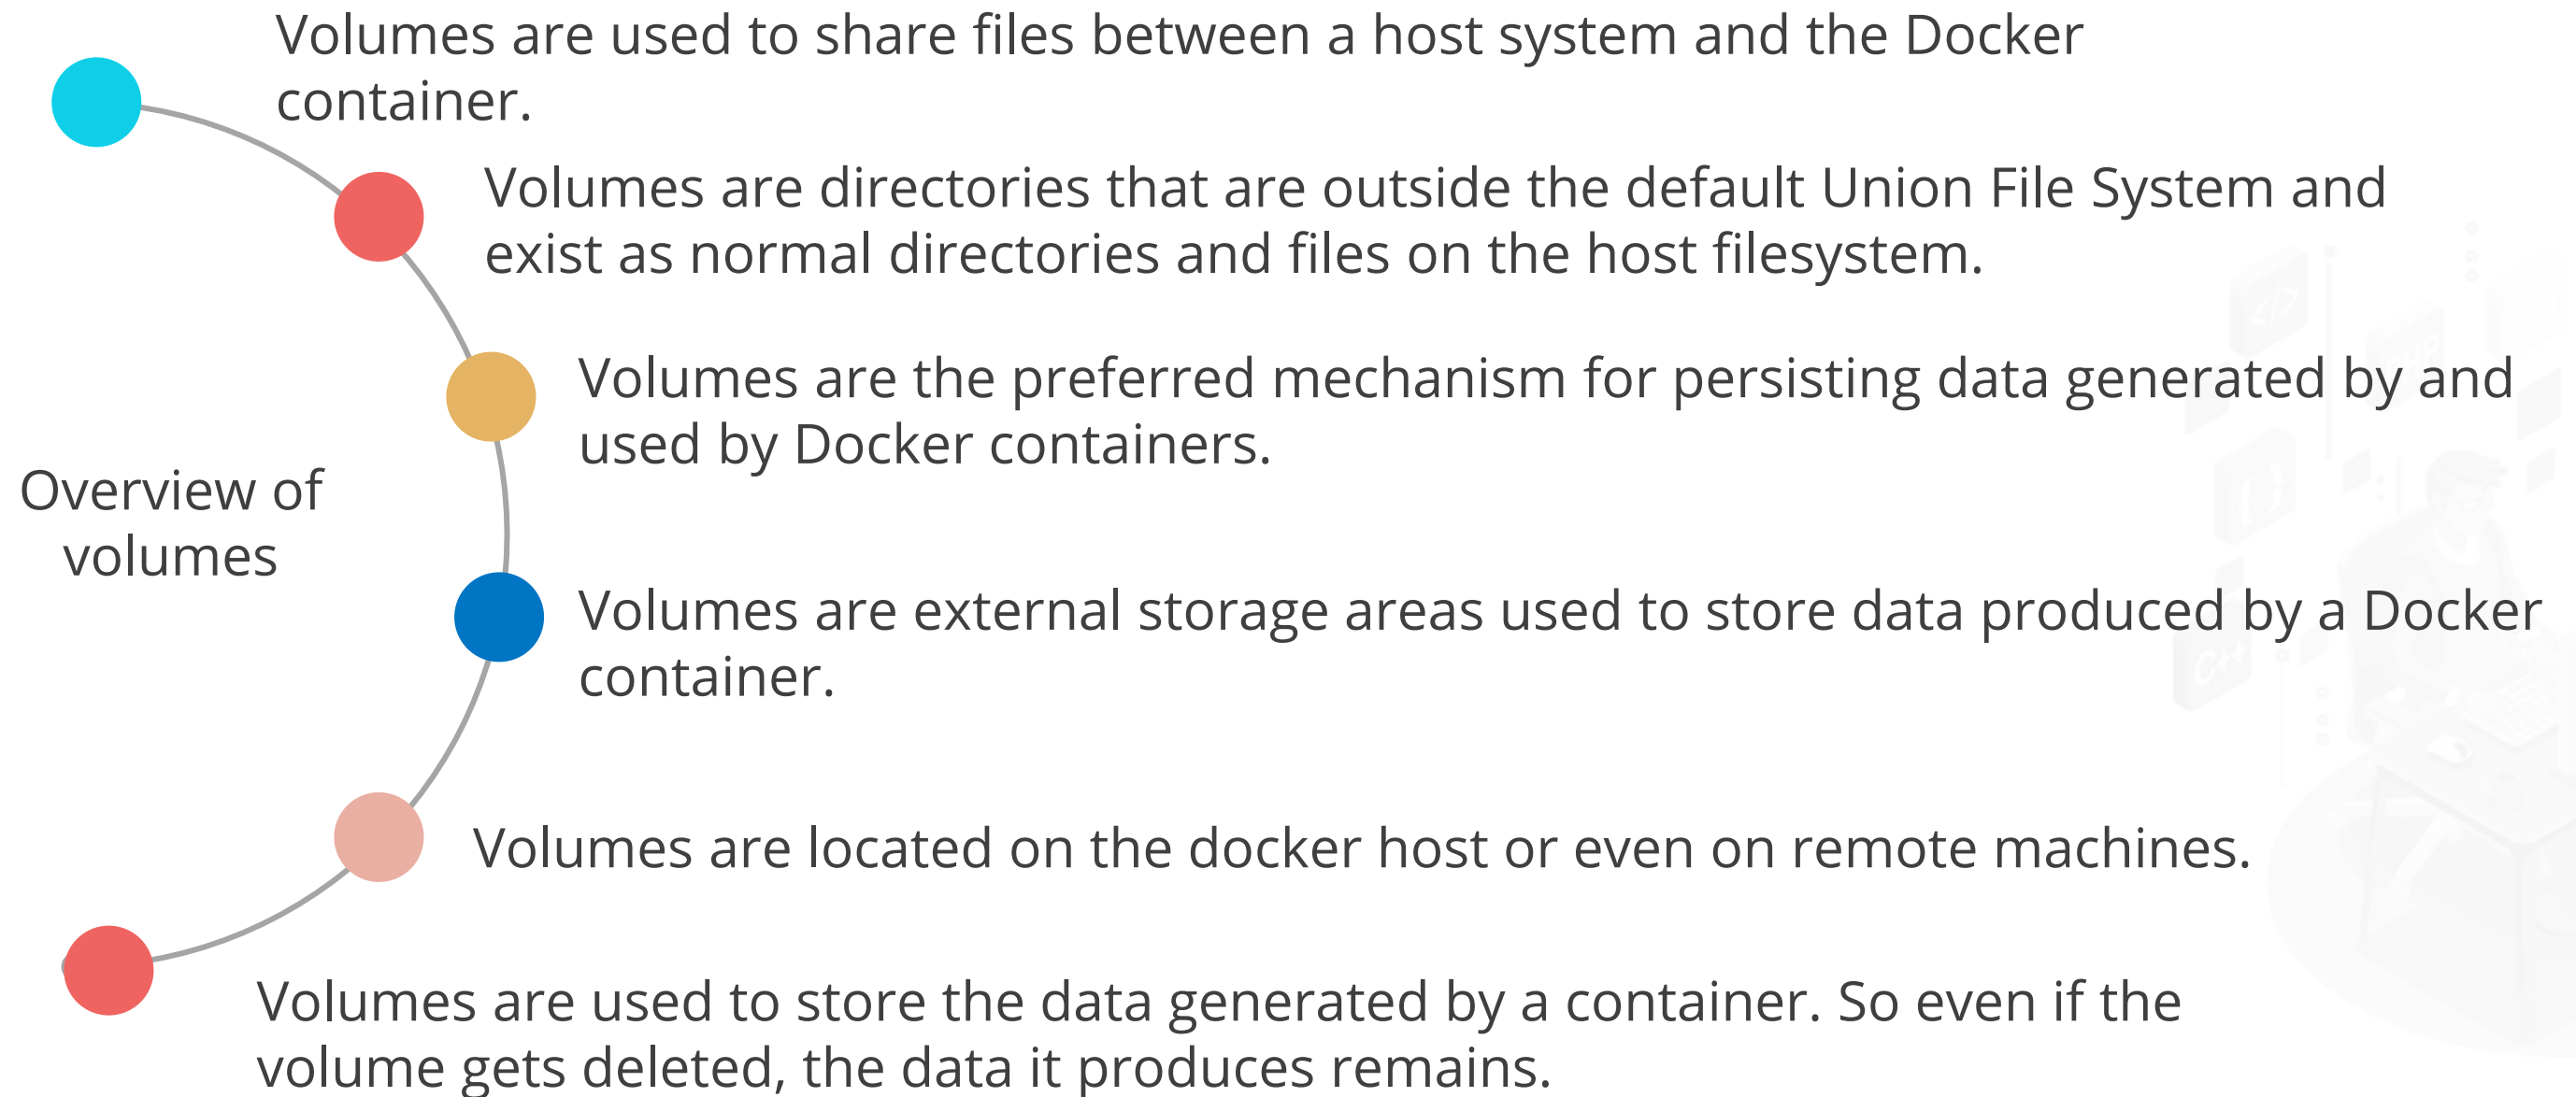 Volumes are used to share files between a host system and the Docker
container.
Volumes are directories that are outside the default Union File System and
exist as normal directories and files on the host filesystem.
Volumes are the preferred mechanism for persisting data generated by and
used by Docker containers.
Overview of
volumes
Volumes are external storage areas used to store data produced by a Docker
container.
Volumes are located on the docker host or even on remote machines.
Volumes are used to store the data generated by a container. So even if the
volume gets deleted, the data it produces remains.
</>
PHP
{ }
C++